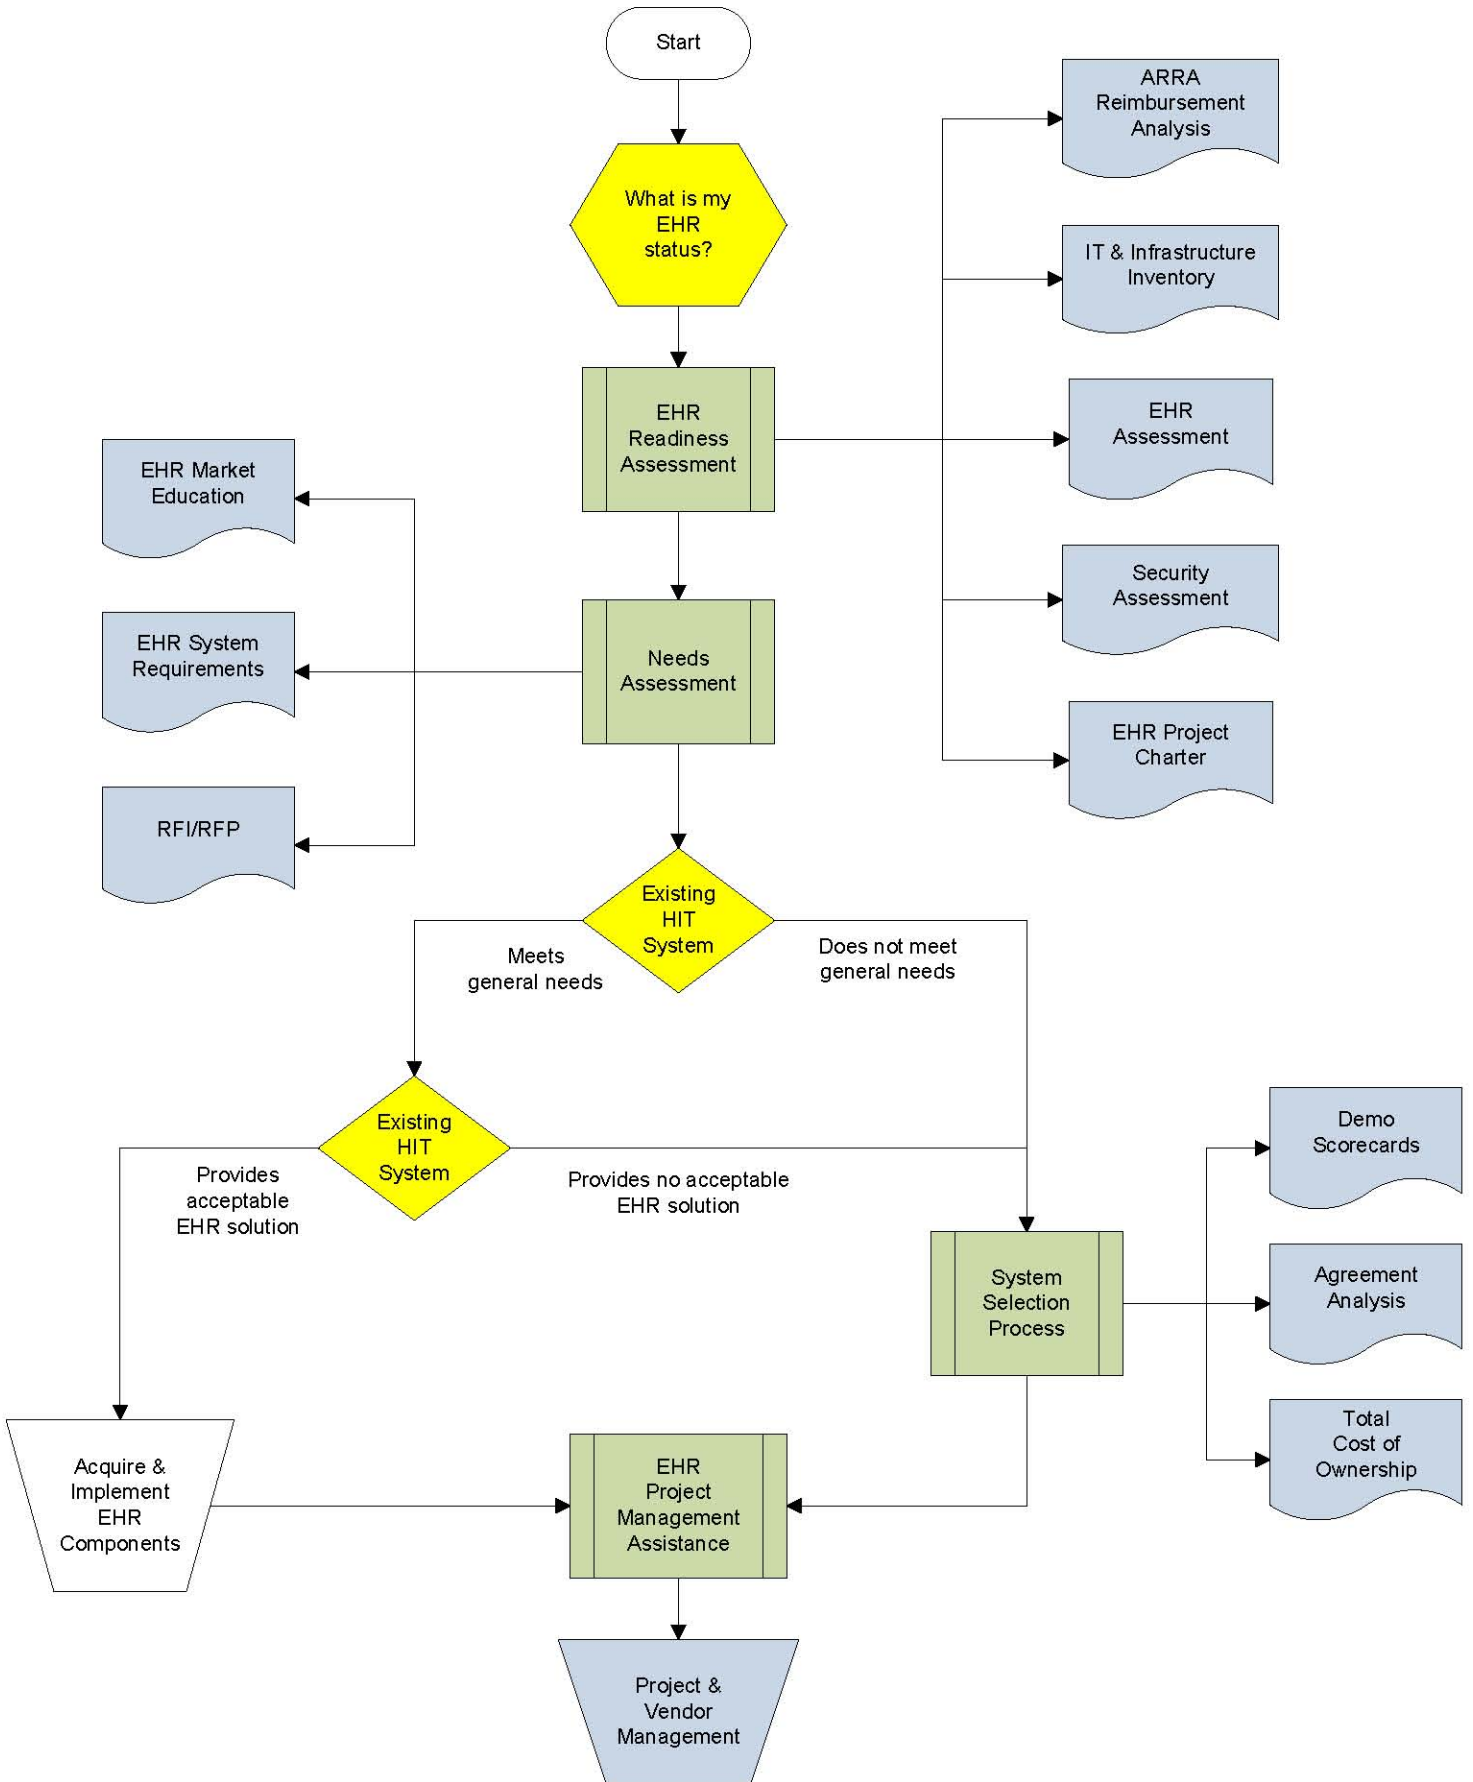 Start
ARRA
Reimbursement
Analysis
What is my
EHR
status?
IT & Infrastructure
Inventory
EHR
Readiness
Assessment
EHR
Assessment
EHR Market
Education
Security
Assessment
EHR System
Requirements
Needs
Assessment
EHR Project
Charter
RFI/RFP
Existing
HIT
System
Meets
general needs
Does not meet
general needs
Existing
HIT
System
Provides
acceptable
EHR solution
Provides no acceptable
EHR solution
Demo
Scorecards
System
Selection
Process
Agreement
Analysis
Total
Cost of
Ownership
Acquire &
Implement
EHR
Components
EHR
Project
Management
Assistance
Project &
Vendor
Management